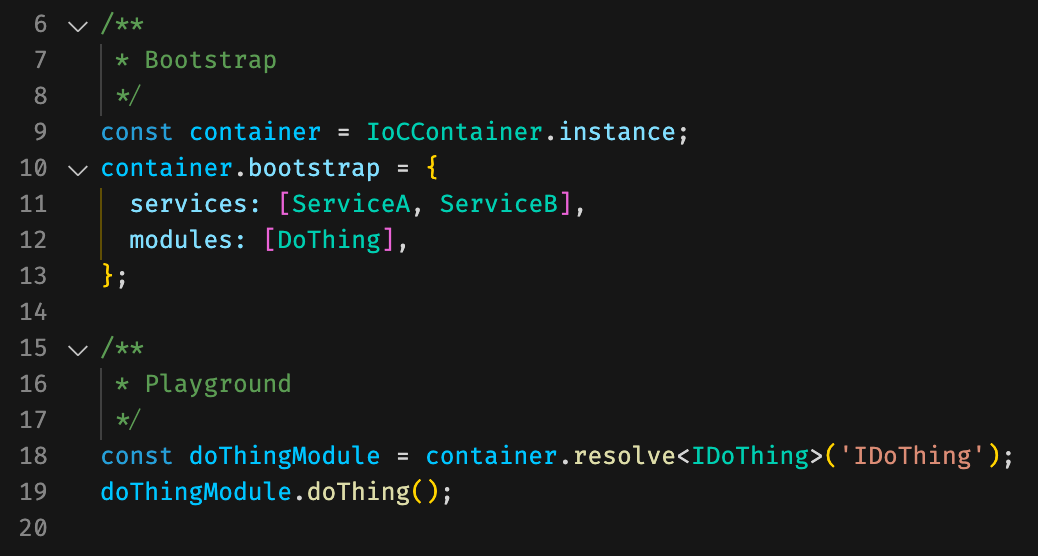 6 /**
7  * Bootstrap
8  */
9 const container = IoCContainer.instance;
10 container.bootstrap = {
11   services: [ServiceA, ServiceB],
12   modules: [DoThing],
13 };
14
15 /**
16  * Playground
17  */
18 const doThingModule = container.resolve<IDoThing>('IDoThing');
19 doThingModule.doThing();
20